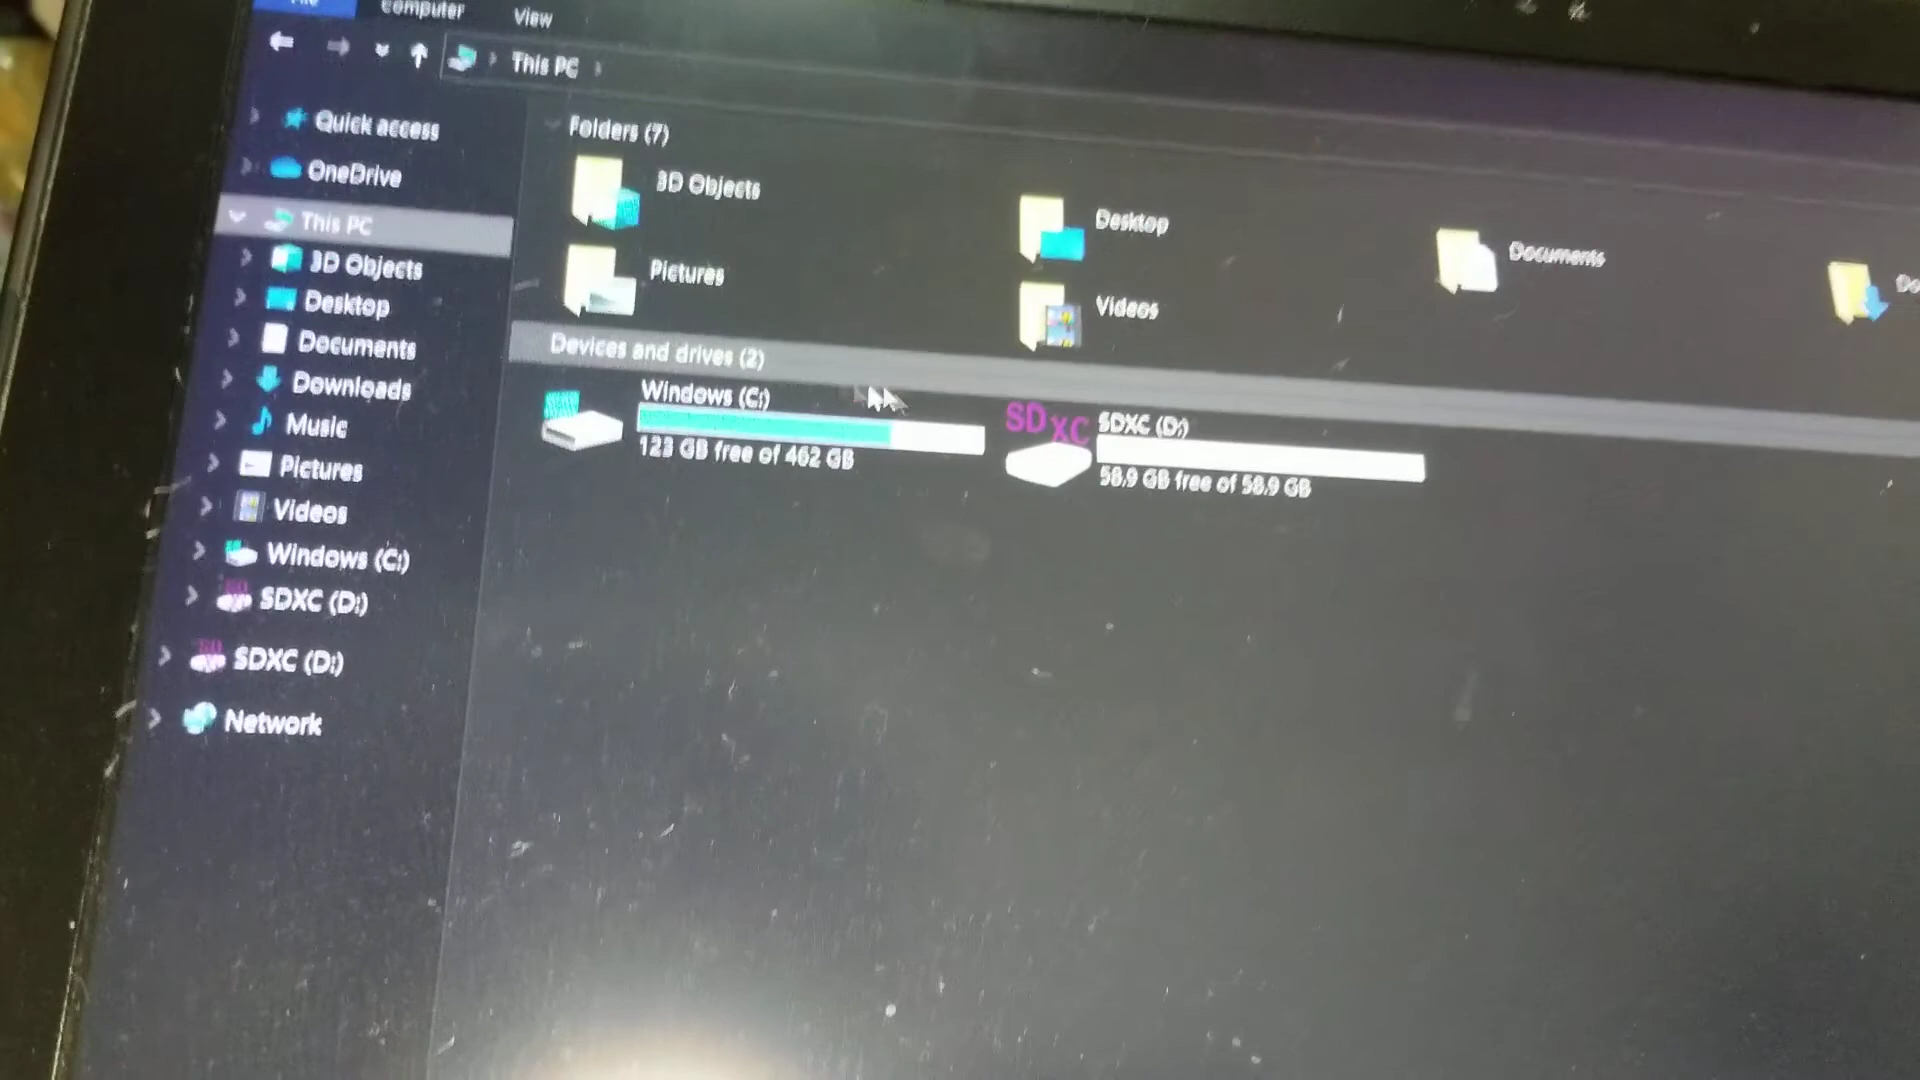 Computer View
This PC
Quick access
OneDrive
This PC
3D Objects
Desktop
Documents
Downloads
Music
Pictures
Videos
Windows (C:)
SDXC (D:)
SDXC (D:)
Network
Folders (7)
3D Objects
Desktop
Documents
Do
Pictures
Videos
Devices and drives (2)
Windows (C:)
123 GB free of 462 GB
SDXC
SDXC (D:)
58.9 GB free of 58.9 GB